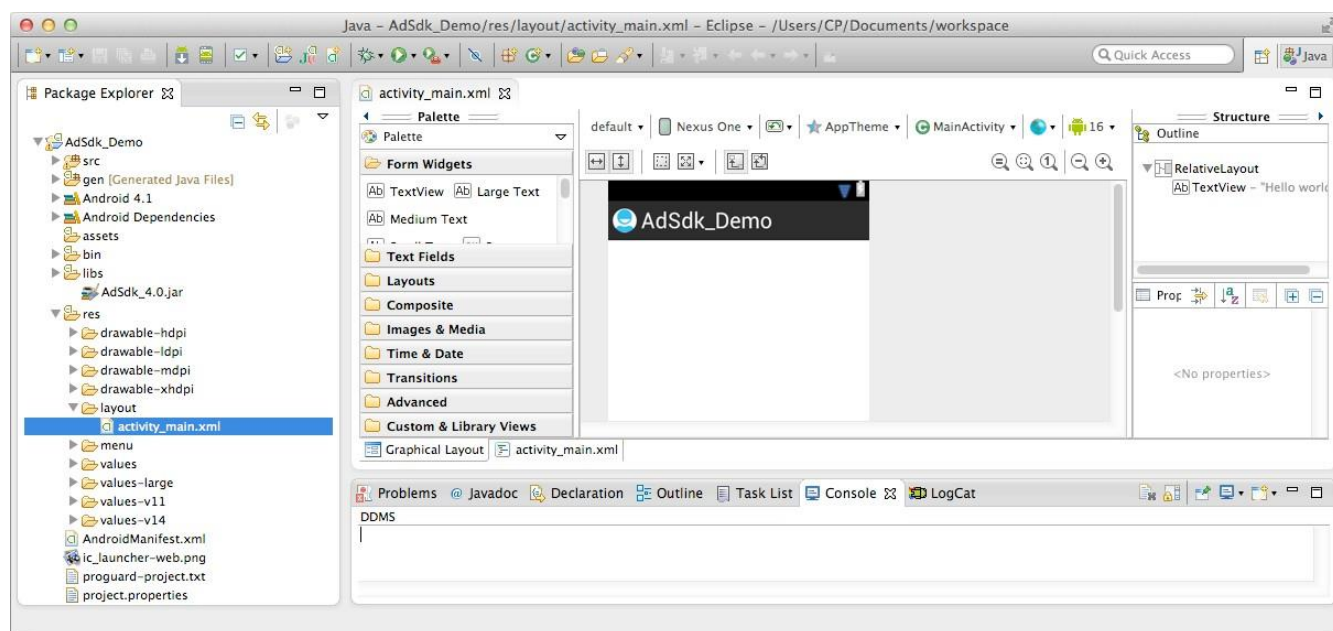 Java – AdSdk_Demo/res/layout/activity_main.xml – Eclipse – /Users/CP/Documents/workspace
Quick Access
Java
Package Explorer
AdSdk_Demo
src
gen [Generated Java Files]
Android 4.1
Android Dependencies
assets
bin
libs
AdSdk_4.0.jar
res
drawable-hdpi
drawable-ldpi
drawable-mdpi
drawable-xhdpi
layout
activity_main.xml
menu
values
values-large
values-v11
values-v14
AndroidManifest.xml
ic_launcher-web.png
proguard-project.txt
project.properties
activity_main.xml
Palette
Palette
Form Widgets
Ab TextView Ab Large Text
Ab Medium Text
Text Fields
Layouts
Composite
Images & Media
Time & Date
Transitions
Advanced
Custom & Library Views
default Nexus One AppTheme MainActivity 16
AdSdk_Demo
Graphical Layout activity_main.xml
Structure
Outline
RelativeLayout
Ab TextView – "Hello world
Prop
<No properties>
Problems @ Javadoc Declaration Outline Task List Console LogCat
DDMS